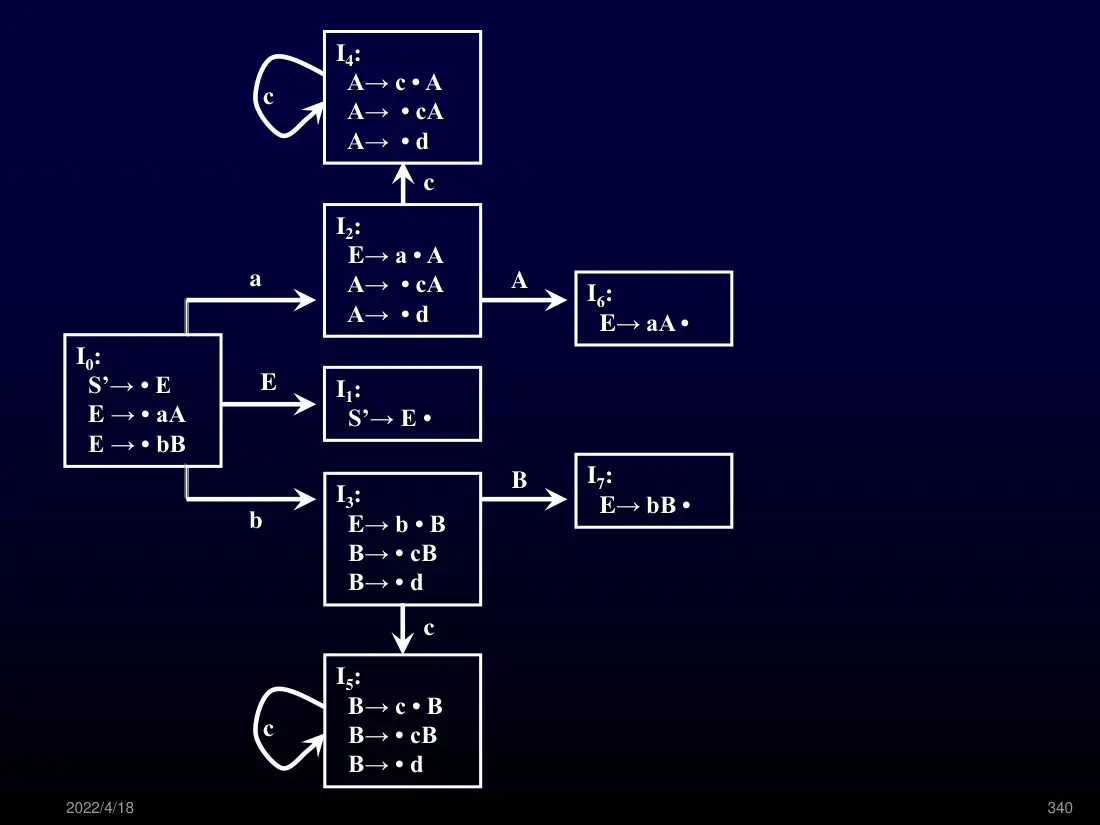 I₄:
A→ c • A
A→ • cA
A→ • d
c
c
I₂:
E→ a • A
A→ • cA
A→ • d
a
A
I₆:
E→ aA •
I₀:
S’→ • E
E → • aA
E → • bB
E
I₁:
S’→ E •
b
I₃:
E→ b • B
B→ • cB
B→ • d
B
I₇:
E→ bB •
c
I₅:
B→ c • B
B→ • cB
B→ • d
c
2022/4/18
340